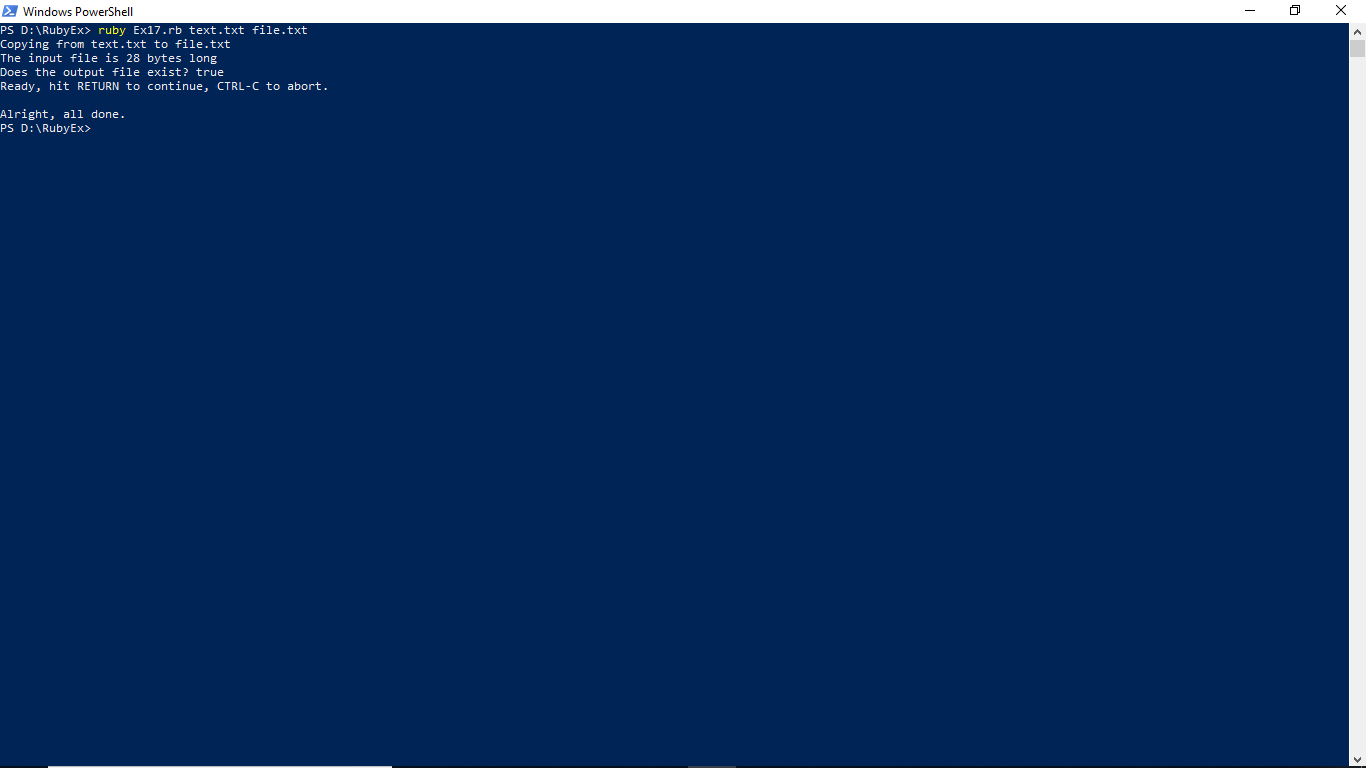 Windows PowerShell
PS D:\RubyEx> ruby Ex17.rb text.txt file.txt
Copying from text.txt to file.txt
The input file is 28 bytes long
Does the output file exist? true
Ready, hit RETURN to continue, CTRL-C to abort.
Alright, all done.
PS D:\RubyEx>